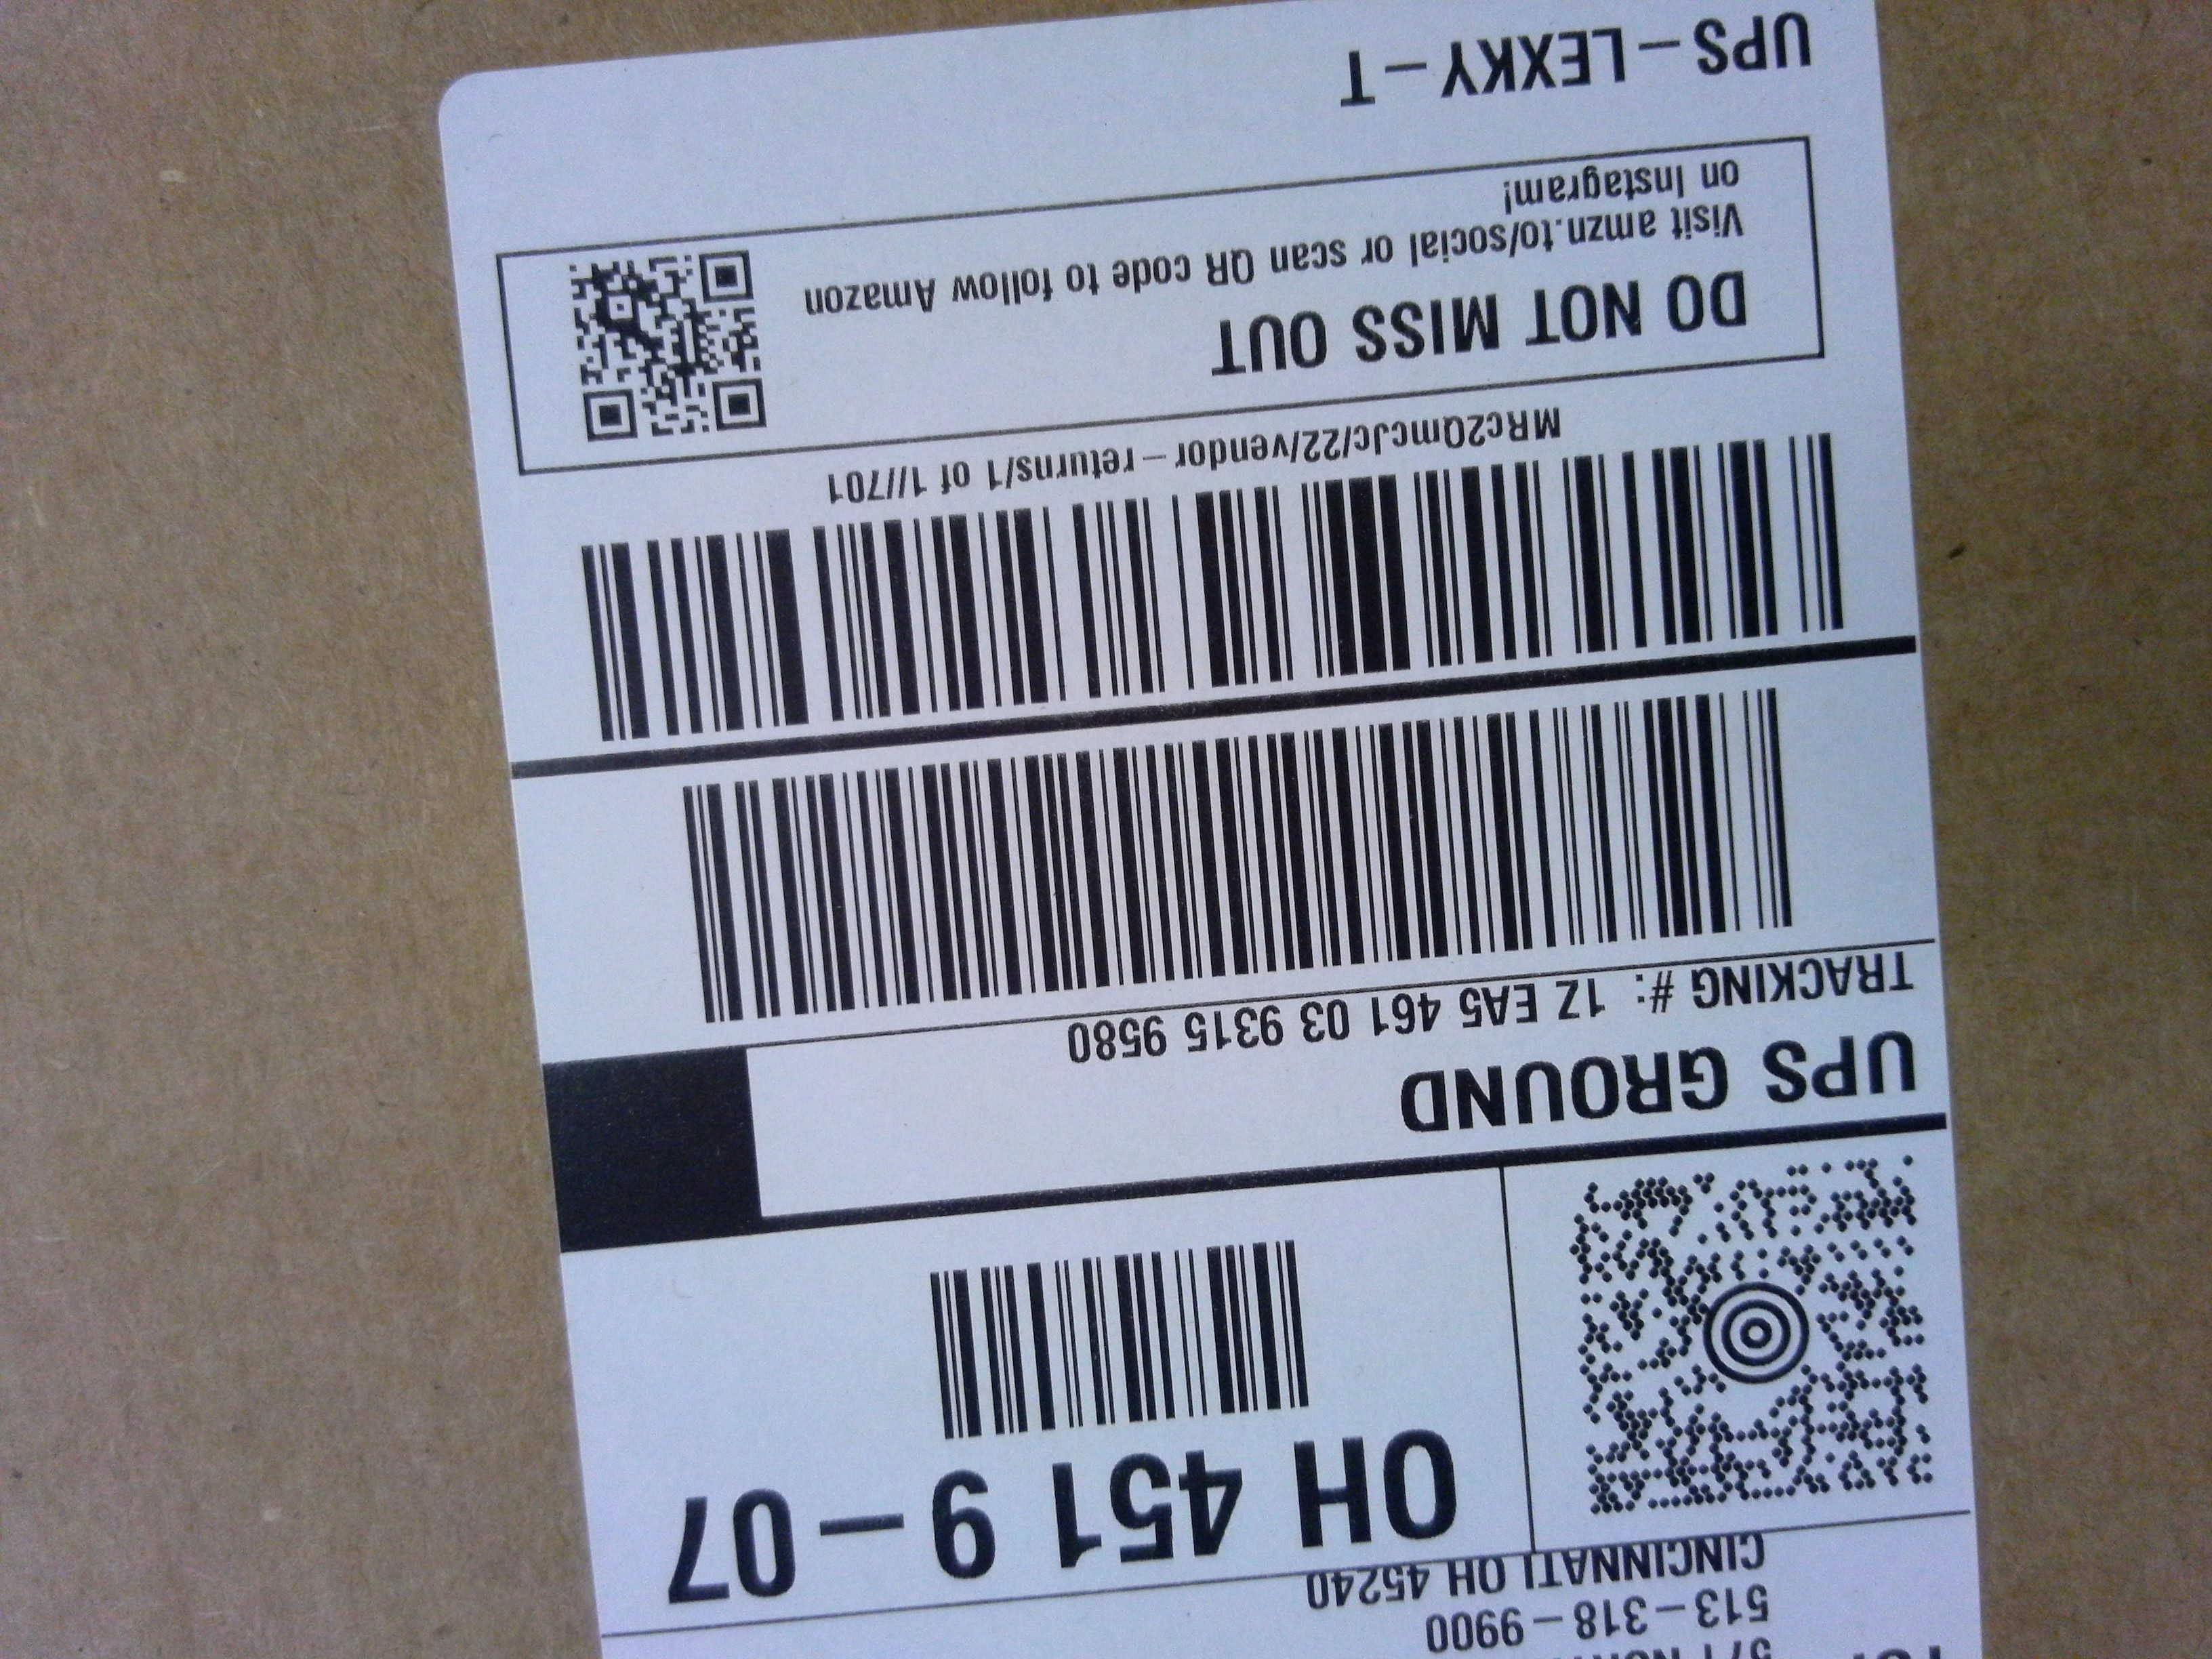 513-318-9900
CINCINNATI OH 45240
OH 451 9-07
UPS GROUND
TRACKING #: 1Z EA5 461 03 9315 9580
MRc2QmcJc/22/vendor-returns/1 of 1//701
DO NOT MISS OUT
Visit amzn.to/social or scan QR code to follow Amazon
on Instagram!
UPS-LEXKY-T